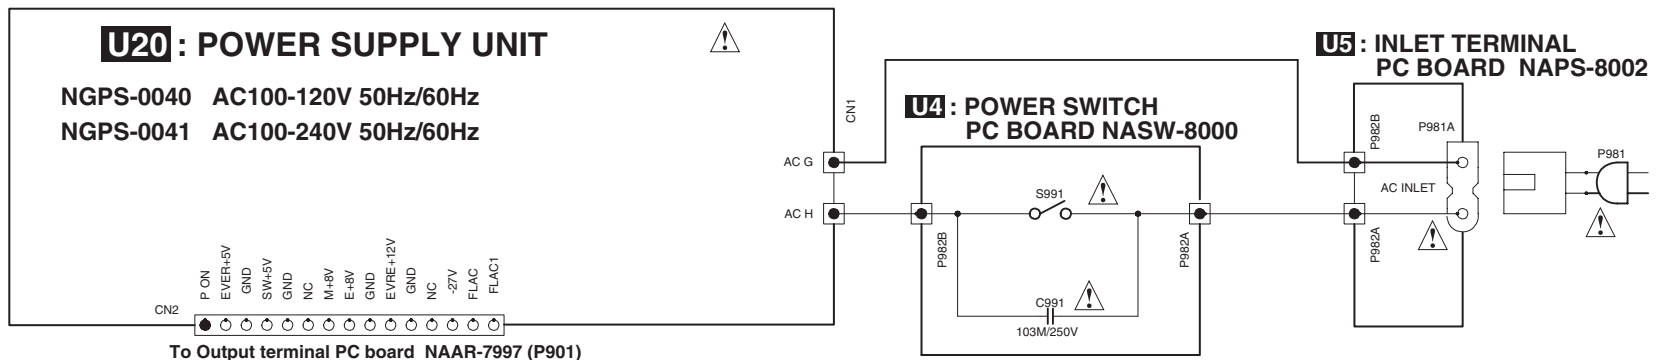 U20 : POWER SUPPLY UNIT
NGPS-0040 AC100-120V 50Hz/60Hz
NGPS-0041 AC100-240V 50Hz/60Hz
CN1
AC G
AC H
CN2
P ON
EVER+5V
GND
SW+5V
GND
NC
M+8V
E+8V
GND
EVRE+12V
GND
NC
-27V
FLAC
FLAC1
To Output terminal PC board NAAR-7997 (P901)
U4 : POWER SWITCH
PC BOARD NASW-8000
P982B
S991
C991
103M/250V
P982A
U5 : INLET TERMINAL
PC BOARD NAPS-8002
P982B
P981A
AC INLET
P982A
P981